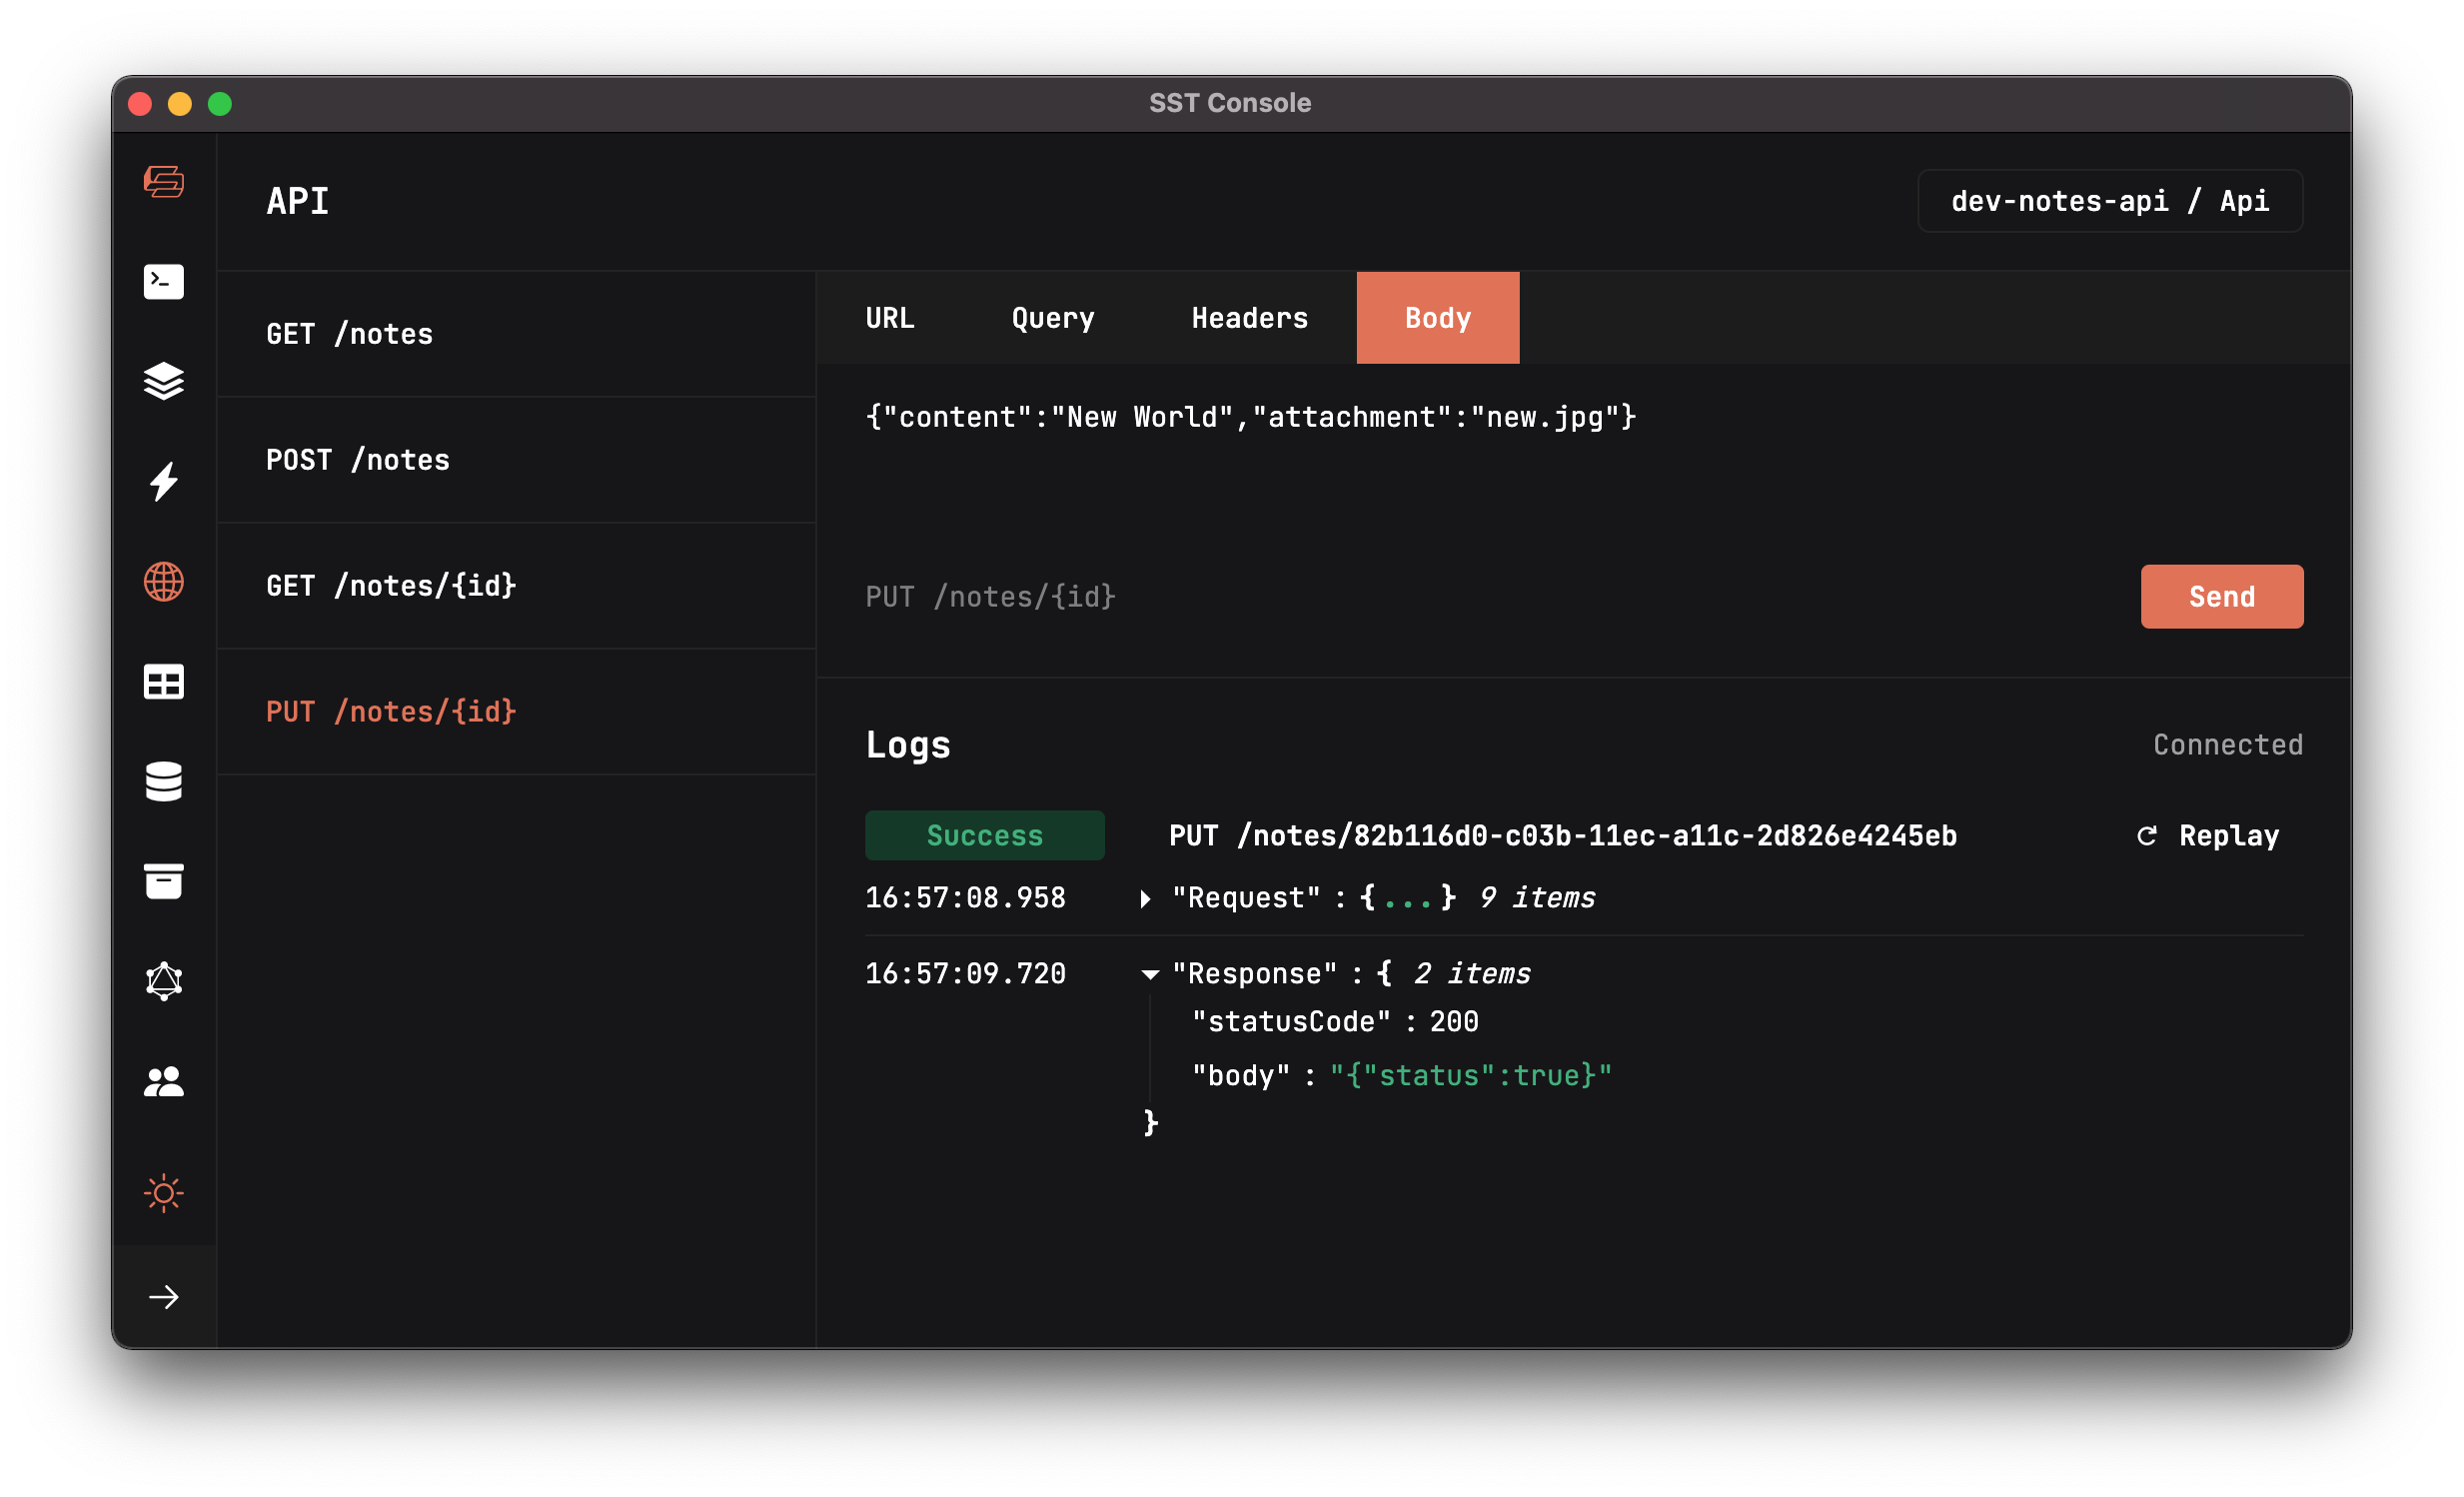 SST Console
API
dev-notes-api / Api
GET /notes
POST /notes
GET /notes/{id}
PUT /notes/{id}
URL Query Headers Body
{"content":"New World","attachment":"new.jpg"}
PUT /notes/{id} Send
Logs Connected
Success PUT /notes/82b116d0-c03b-11ec-a11c-2d826e4245eb Replay
16:57:08.958 "Request" : {...} 9 items
16:57:09.720 "Response" : { 2 items
"statusCode" : 200
"body" : "{"status":true}"
}